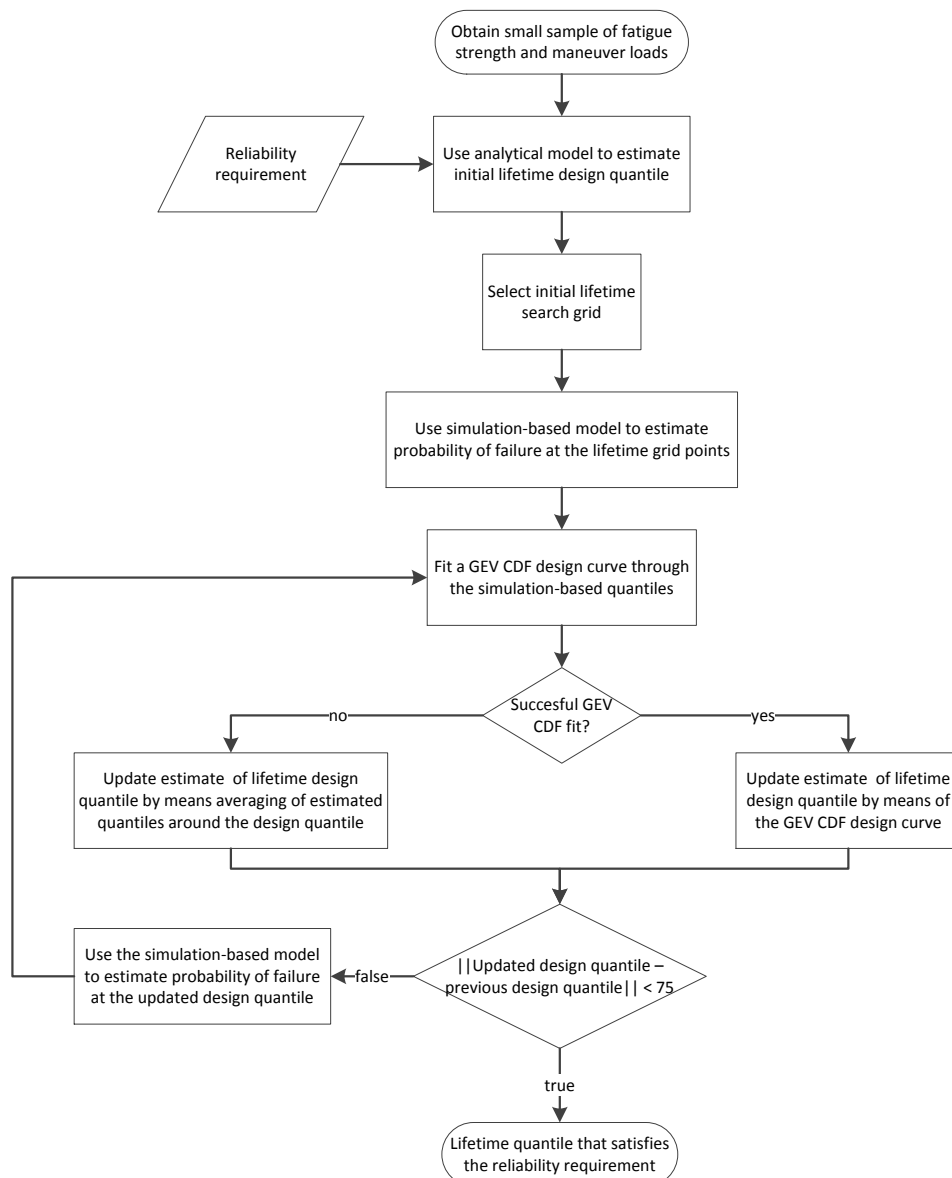 Obtain small sample of fatigue
strength and maneuver loads
Reliability
requirement
Use analytical model to estimate
initial lifetime design quantile
Select initial lifetime
search grid
Use simulation-based model to estimate
probability of failure at the lifetime grid points
Fit a GEV CDF design curve through
the simulation-based quantiles
Succesful GEV
CDF fit?
no
yes
Update estimate of lifetime design
quantile by means averaging of estimated
quantiles around the design quantile
Update estimate of lifetime
design quantile by means of
the GEV CDF design curve
Use the simulation-based model
to estimate probability of failure
at the updated design quantile
false
||Updated design quantile –
previous design quantile|| < 75
true
Lifetime quantile that satisfies
the reliability requirement